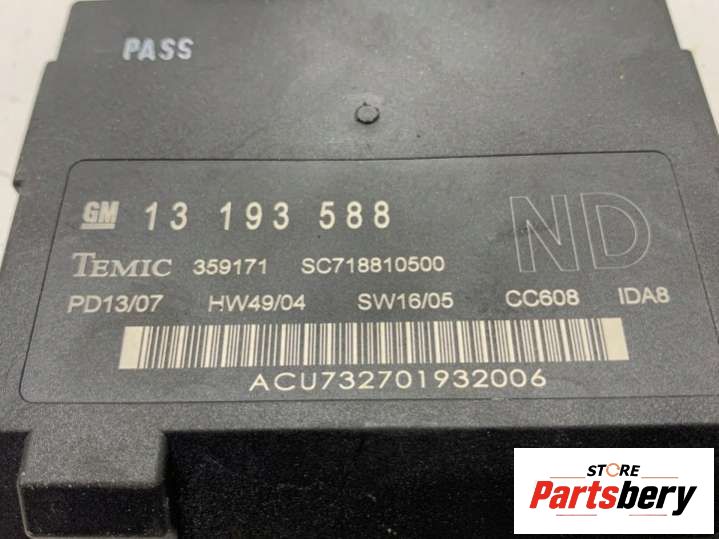 PASS
GM 13 193 588 ND
TEMIC 359171 SC718810500
PD13/07 HW49/04 SW16/05 CC608 IDA8
ACU732701932006
STORE
Partsbery